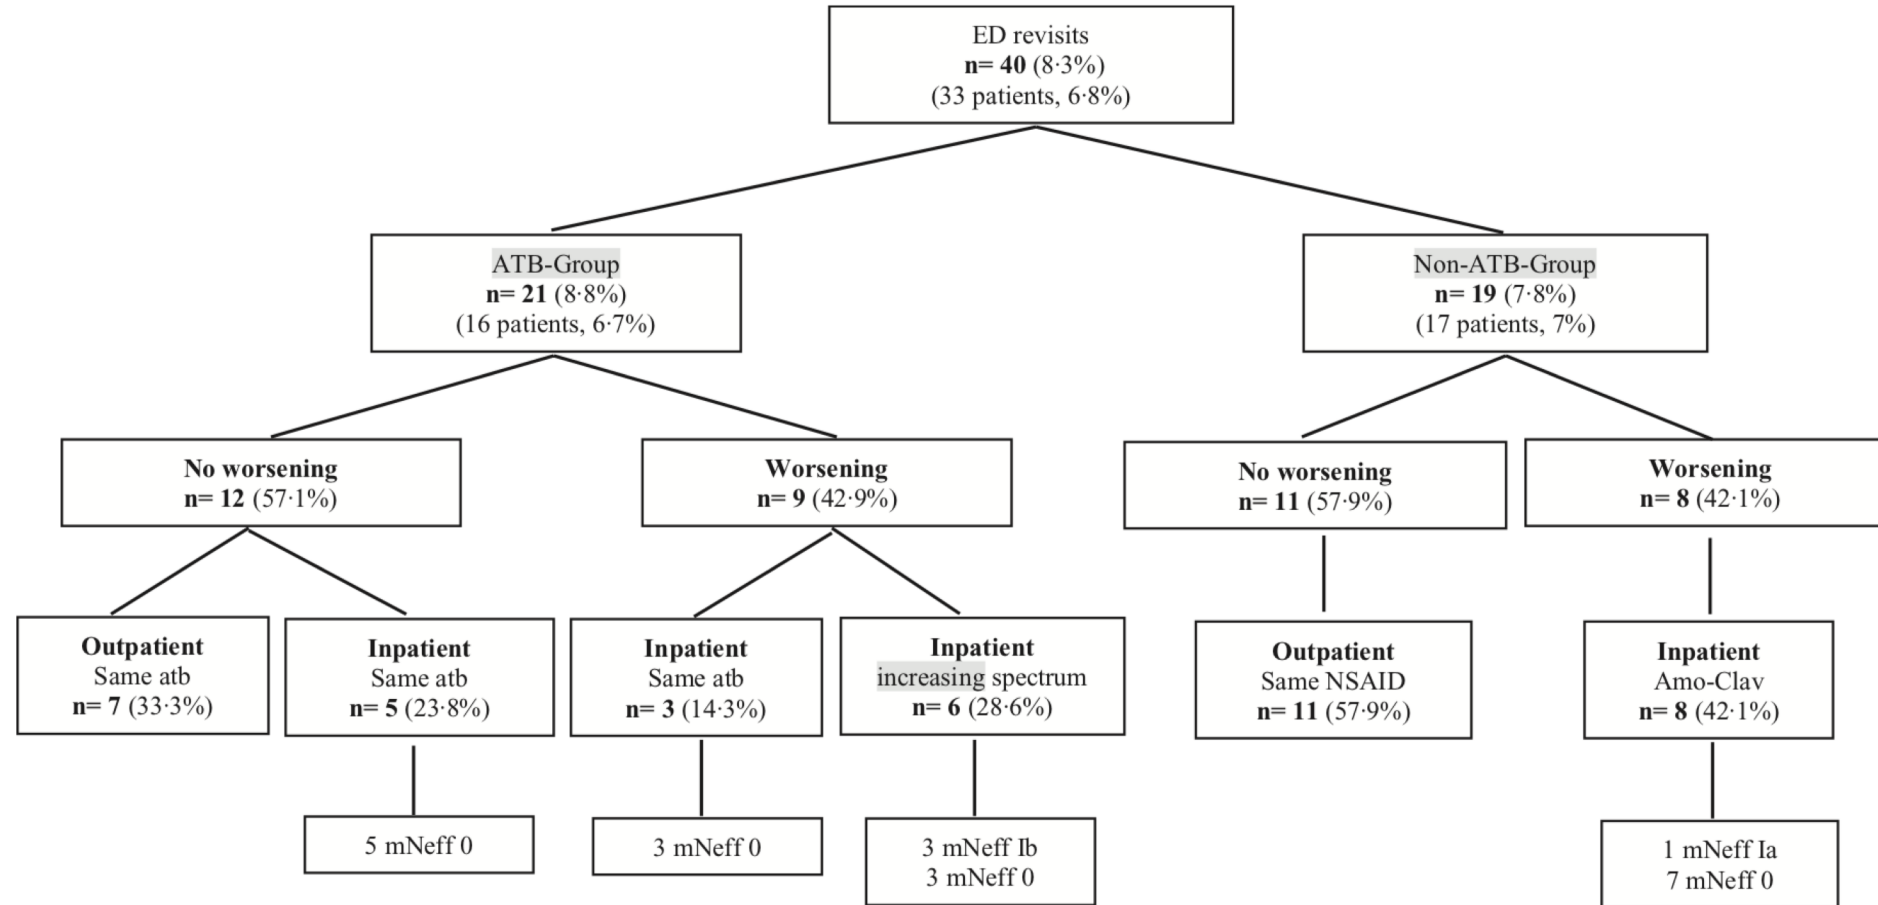 ED revisits
n= 40 (8·3%)
(33 patients, 6·8%)
ATB-Group
n= 21 (8·8%)
(16 patients, 6·7%)
Non-ATB-Group
n= 19 (7·8%)
(17 patients, 7%)
No worsening
n= 12 (57·1%)
Worsening
n= 9 (42·9%)
No worsening
n= 11 (57·9%)
Worsening
n= 8 (42·1%)
Outpatient
Same atb
n= 7 (33·3%)
Inpatient
Same atb
n= 5 (23·8%)
Inpatient
Same atb
n= 3 (14·3%)
Inpatient
increasing spectrum
n= 6 (28·6%)
Outpatient
Same NSAID
n= 11 (57·9%)
Inpatient
Amo-Clav
n= 8 (42·1%)
5 mNeff 0
3 mNeff 0
3 mNeff Ib
3 mNeff 0
1 mNeff Ia
7 mNeff 0